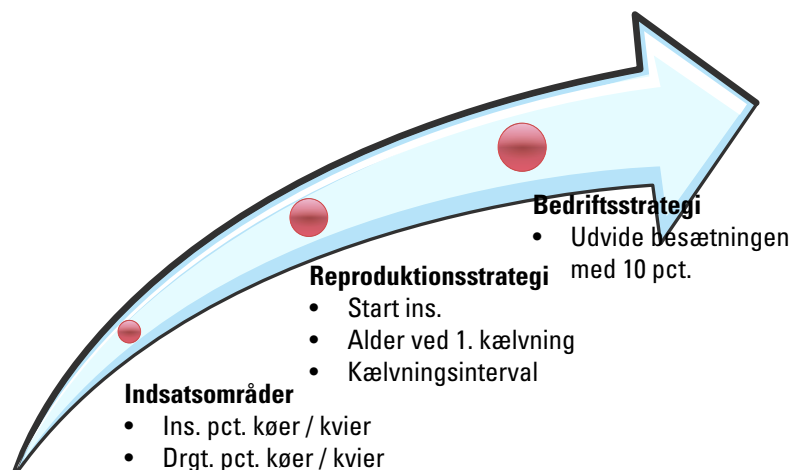 Bedriftsstrategi
• Udvide besætningen
med 10 pct.
Reproduktionsstrategi
• Start ins.
• Alder ved 1. kælvning
• Kælvningsinterval
Indsatsområder
• Ins. pct. køer / kvier
• Drgt. pct. køer / kvier